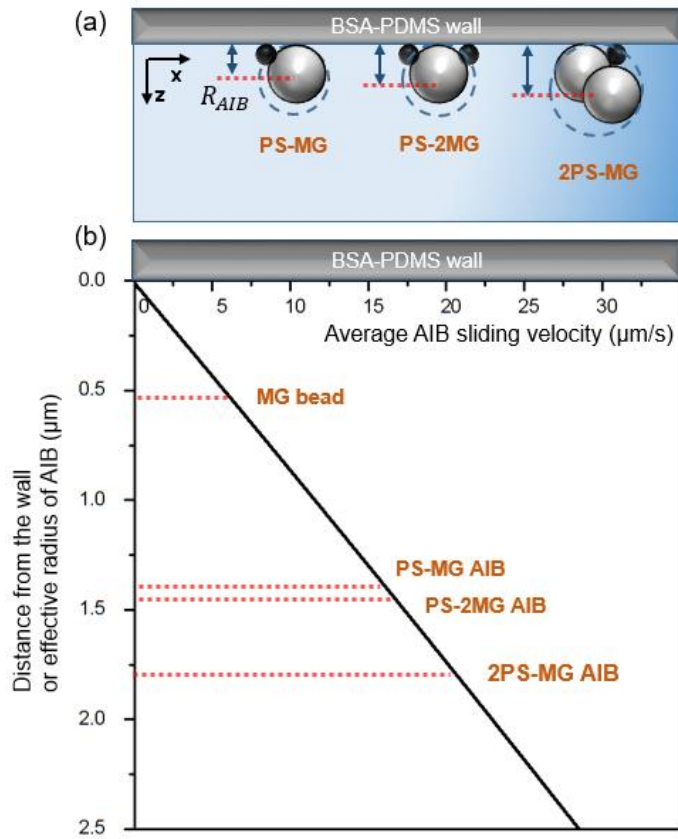 (a)
BSA-PDMS wall
x
z
R_AIB
PS-MG
PS-2MG
2PS-MG
(b)
BSA-PDMS wall
0.0
0 5 10 15 20 25 30
Average AIB sliding velocity (µm/s)
0.5
MG bead
1.0
PS-MG AIB
1.5
PS-2MG AIB
2PS-MG AIB
2.0
2.5
Distance from the wall
or effective radius of AIB (µm)